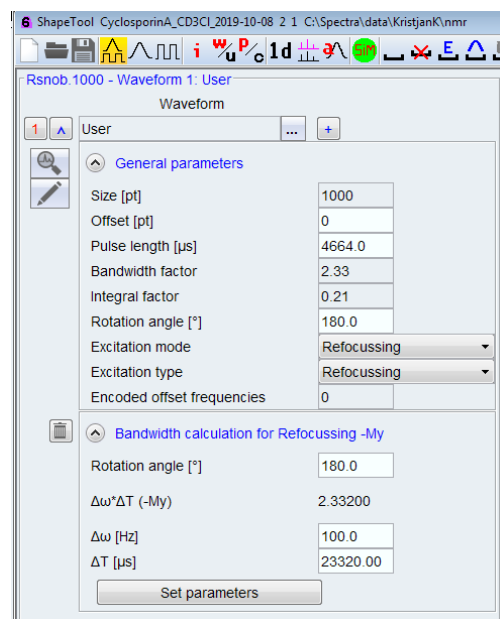 ShapeTool CyclosporinA_CD3Cl_2019-10-08 2 1 C:\Spectra\data\KristjanK\nmr
i W/u P/c 1d SIM E
Rsnob.1000 - Waveform 1: User
Waveform
1 ^ User ... +
General parameters
Size [pt] 1000
Offset [pt] 0
Pulse length [µs] 4664.0
Bandwidth factor 2.33
Integral factor 0.21
Rotation angle [°] 180.0
Excitation mode Refocussing
Excitation type Refocussing
Encoded offset frequencies 0
Bandwidth calculation for Refocussing -My
Rotation angle [°] 180.0
Δω*ΔT (-My) 2.33200
Δω [Hz] 100.0
ΔT [µs] 23320.00
Set parameters